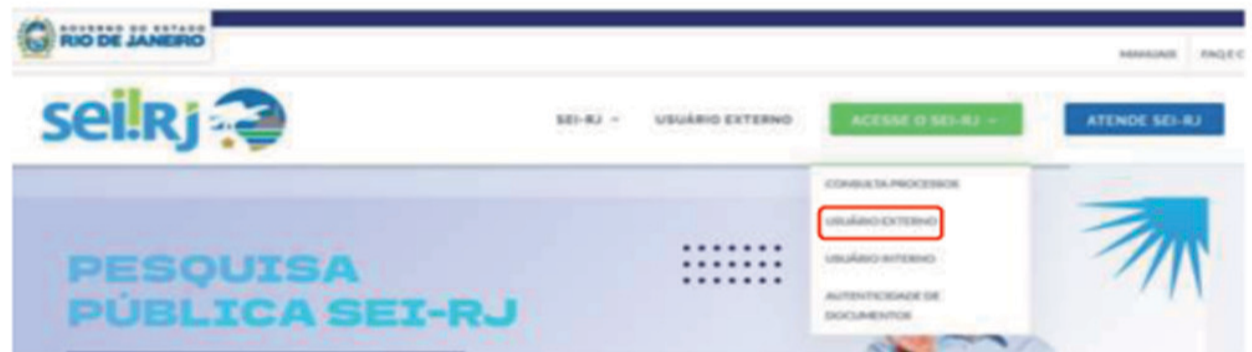 GOVERNO DO ESTADO
RIO DE JANEIRO
MANUAIS FAQ E C
sei!RJ
SEI-RJ USUÁRIO EXTERNO ACESSE O SEI-RJ ATENDE SEI-RJ
CONSULTA PROCESSOS
USUÁRIO EXTERNO
USUÁRIO INTERNO
AUTENTICIDADE DE
DOCUMENTOS
PESQUISA
PÚBLICA SEI-RJ